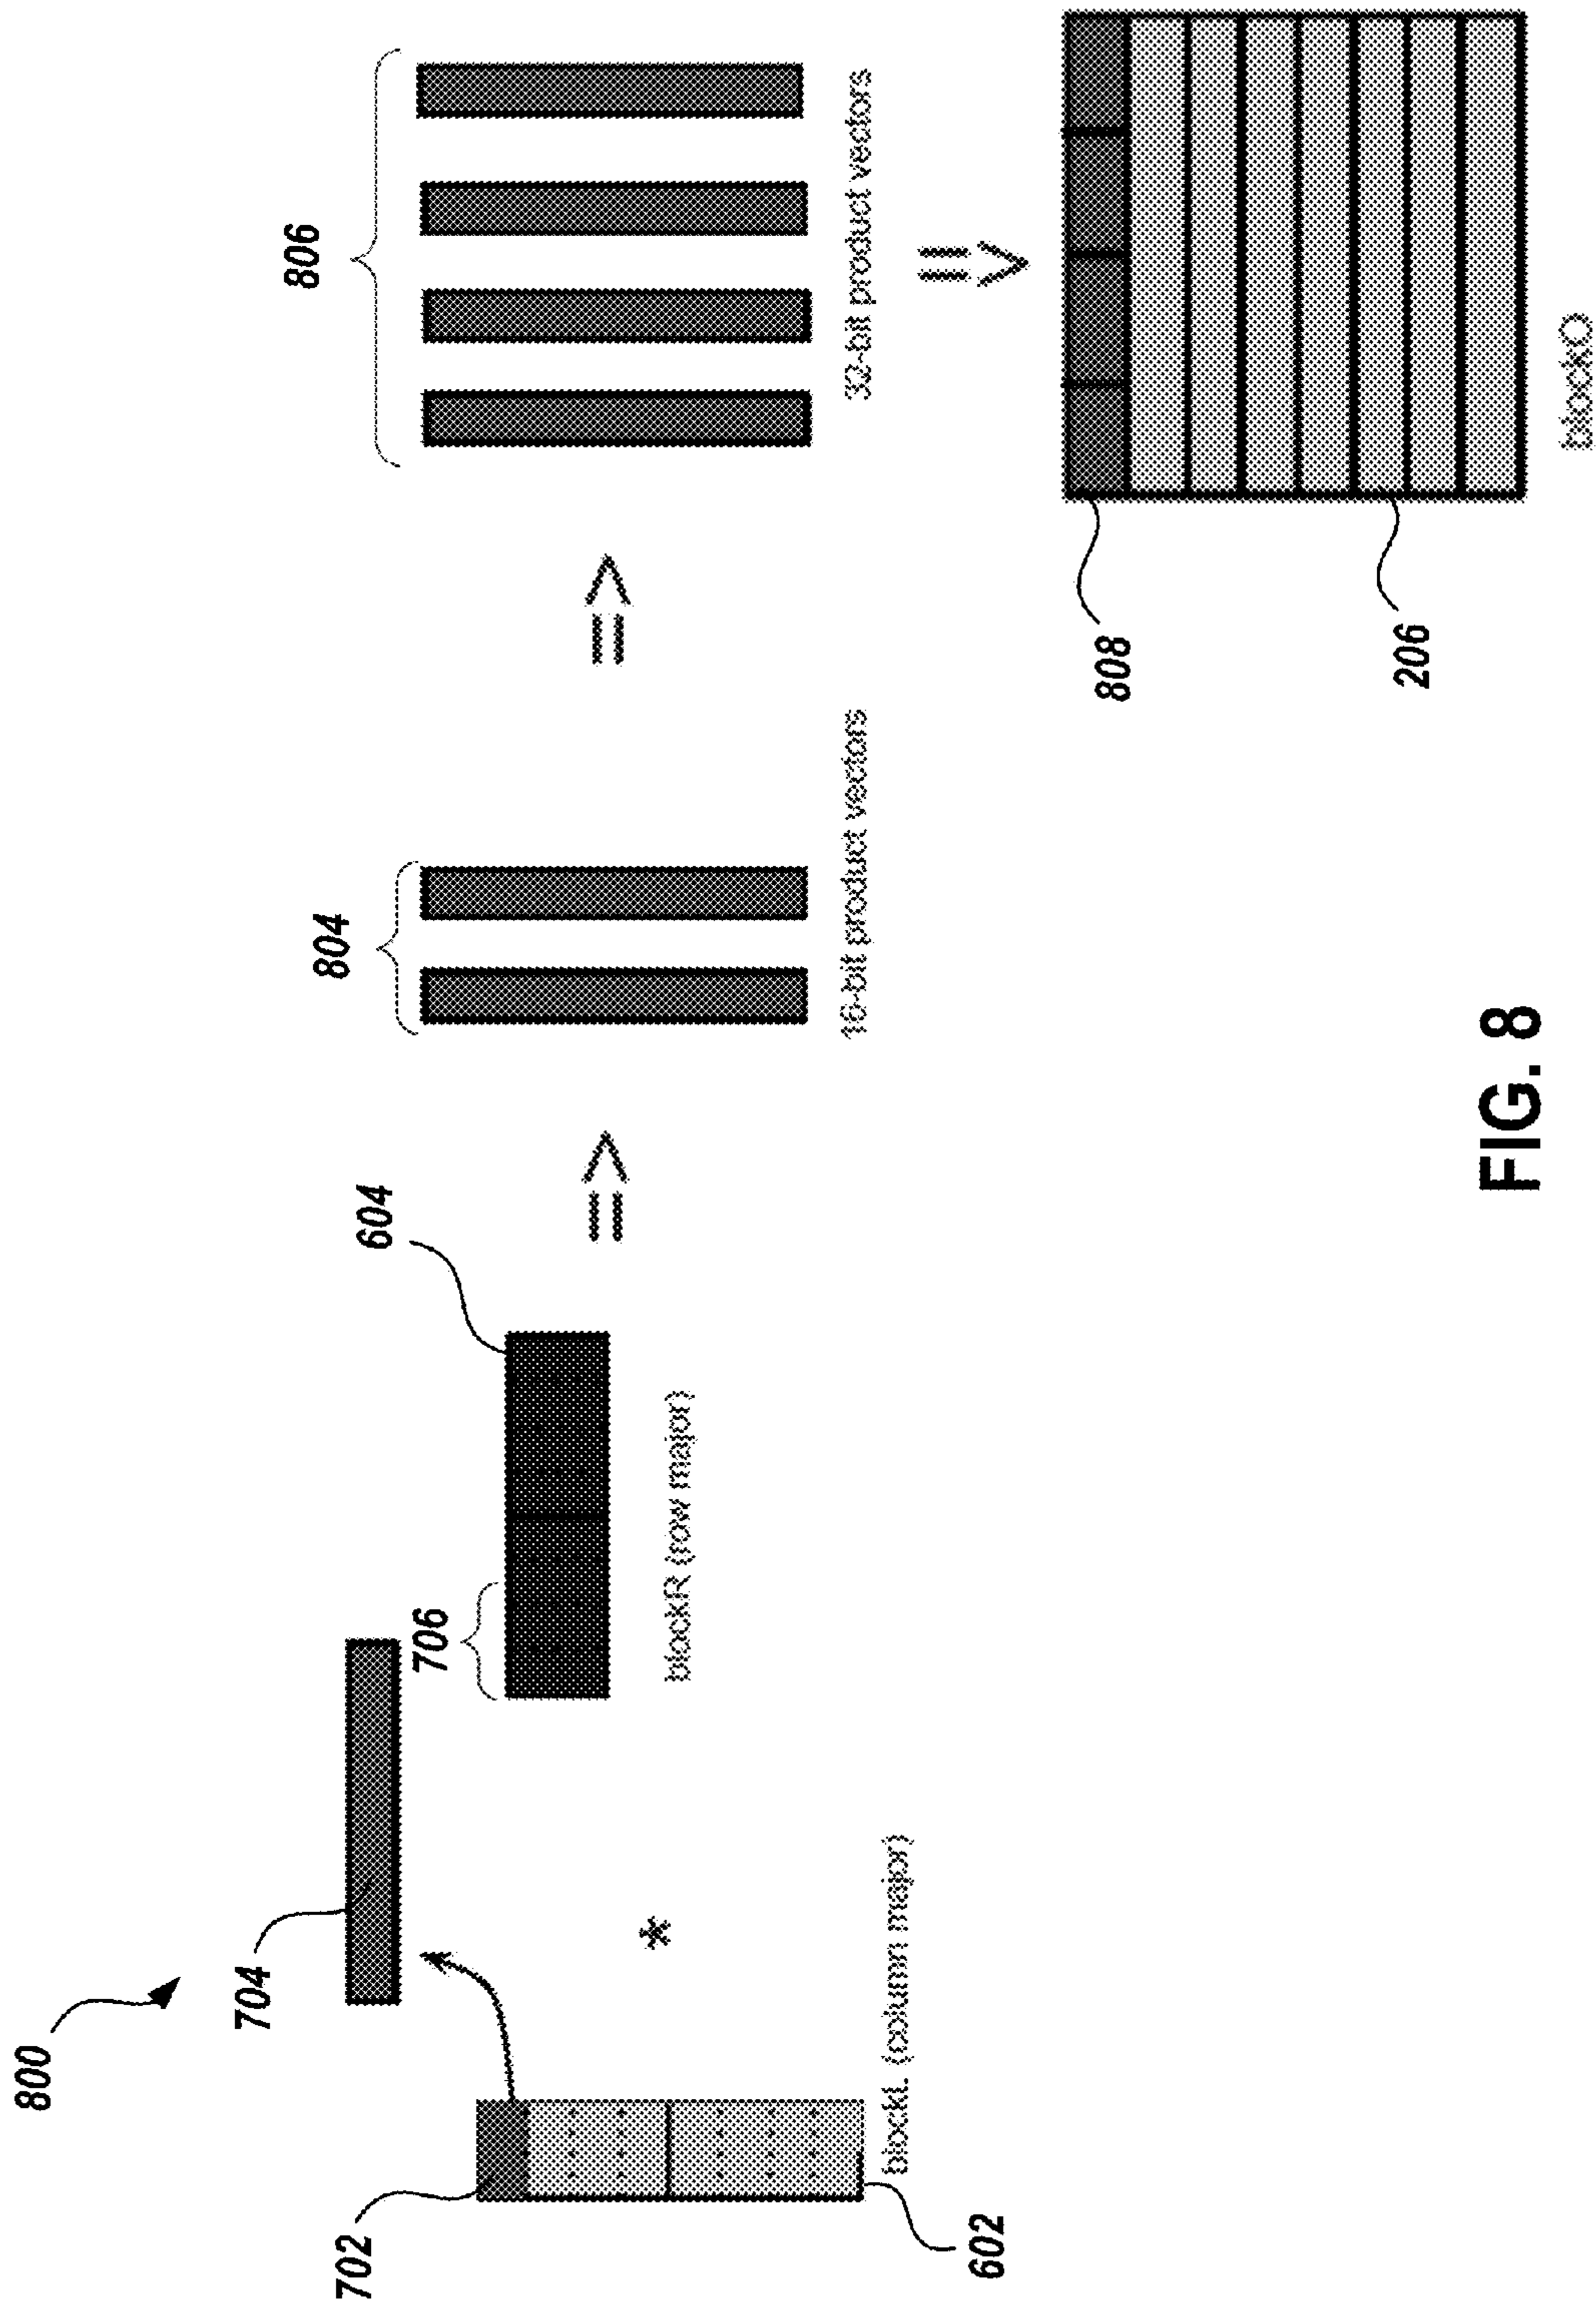 800
704
806
804
702
604
706
=>
=>
*
blockR (row major)
16-bit product vectors
32-bit product vectors
blockL (column major)
=>
602
808
206
FIG. 8
blockO